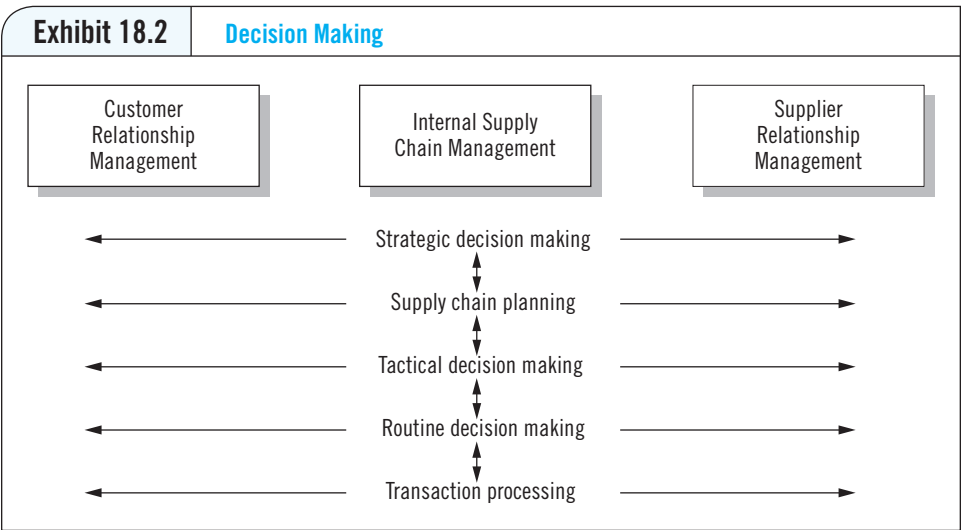 Exhibit 18.2
Decision Making
Customer
Relationship
Management
Internal Supply
Chain Management
Supplier
Relationship
Management
Strategic decision making
Supply chain planning
Tactical decision making
Routine decision making
Transaction processing